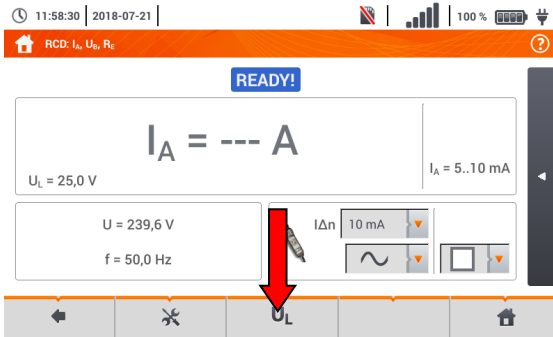 11:58:30 2018-07-21 100 %
RCD: IA, UB, RE ?
READY!
IA = --- A
UL = 25,0 V
IA = 5..10 mA
U = 239,6 V
f = 50,0 Hz
IΔn 10 mA
UL